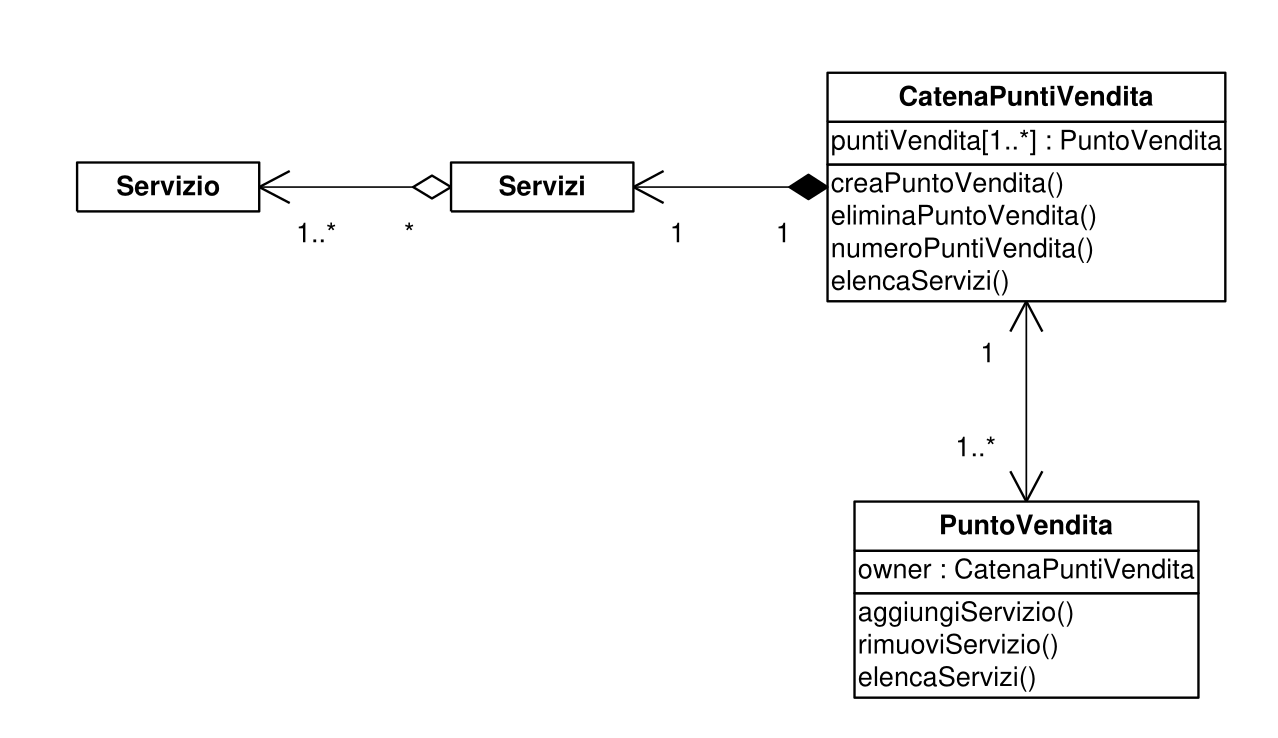 CatenaPuntiVendita
puntiVendita[1..*] : PuntoVendita
creaPuntoVendita()
eliminaPuntoVendita()
numeroPuntiVendita()
elencaServizi()
Servizio
Servizi
1..*
*
1
1
1
1..*
PuntoVendita
owner : CatenaPuntiVendita
aggiungiServizio()
rimuoviServizio()
elencaServizi()